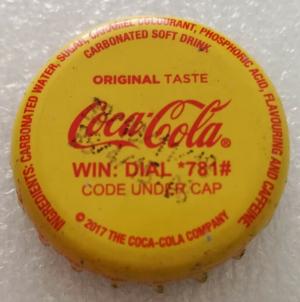 INGREDIENTS: CARBONATED WATER, SUGAR, CARAMEL COLOURANT, PHOSPHORIC ACID, FLAVOURING AND CAFFEINE
CARBONATED SOFT DRINK
ORIGINAL TASTE
Coca-Cola®
WIN: DIAL *781#
CODE UNDER CAP
© 2017 THE COCA-COLA COMPANY